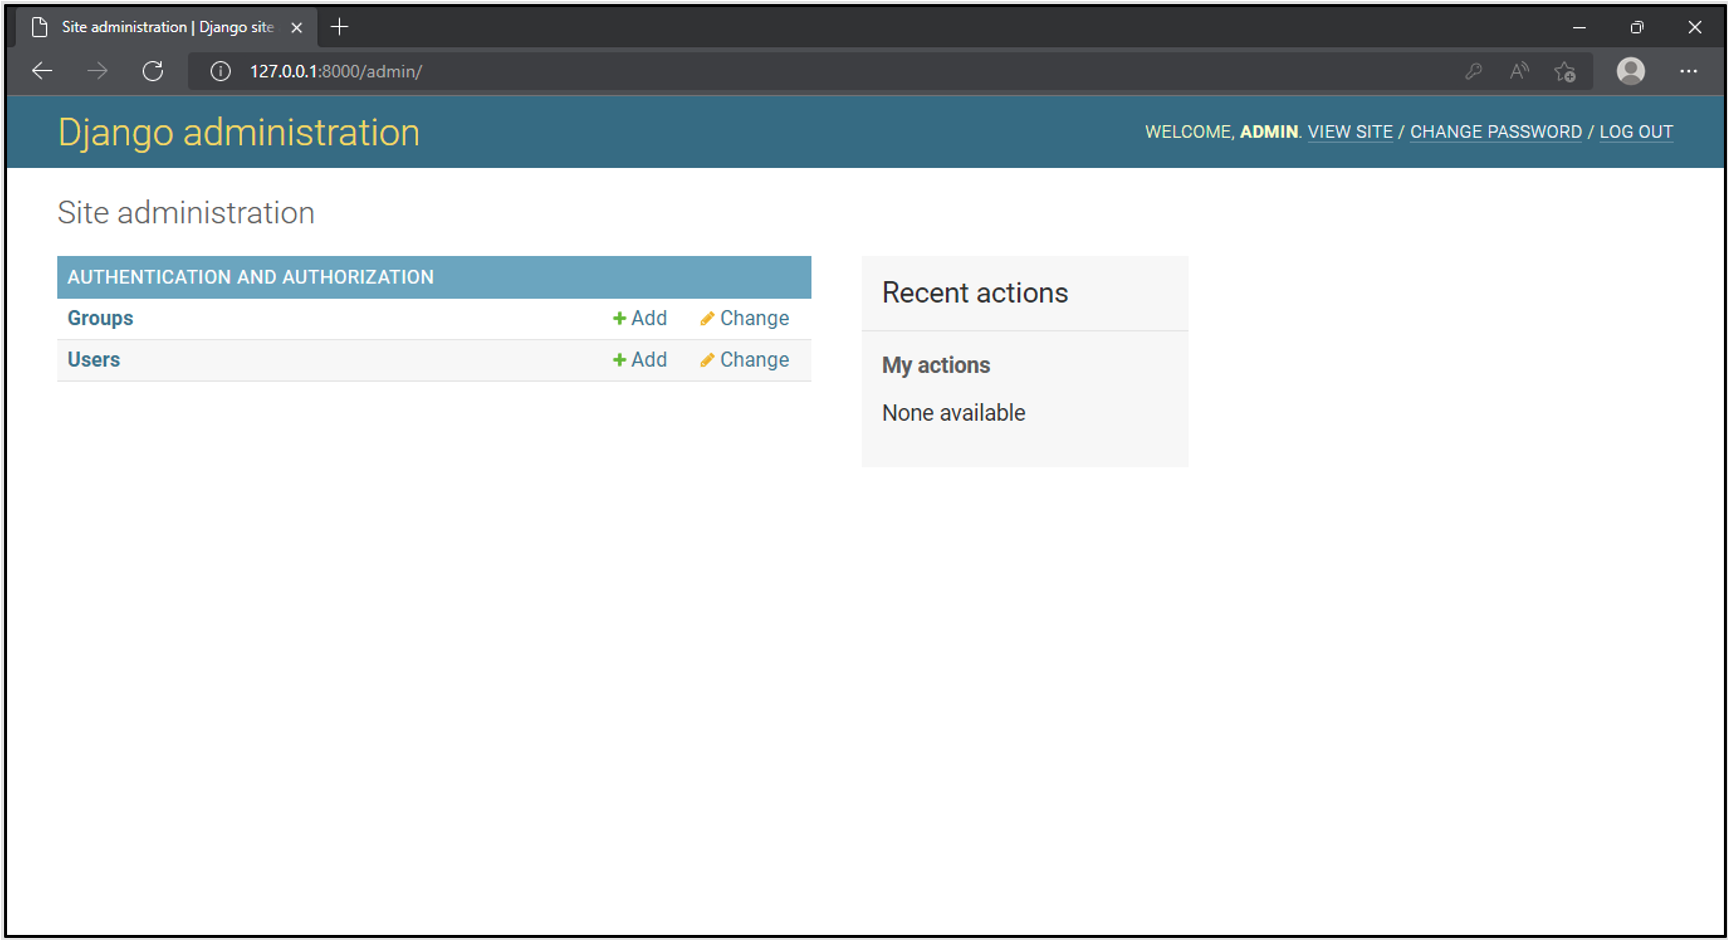 Site administration | Django site
127.0.0.1:8000/admin/
Django administration
WELCOME, ADMIN. VIEW SITE / CHANGE PASSWORD / LOG OUT
Site administration
AUTHENTICATION AND AUTHORIZATION
Groups Add Change
Users Add Change
Recent actions
My actions
None available